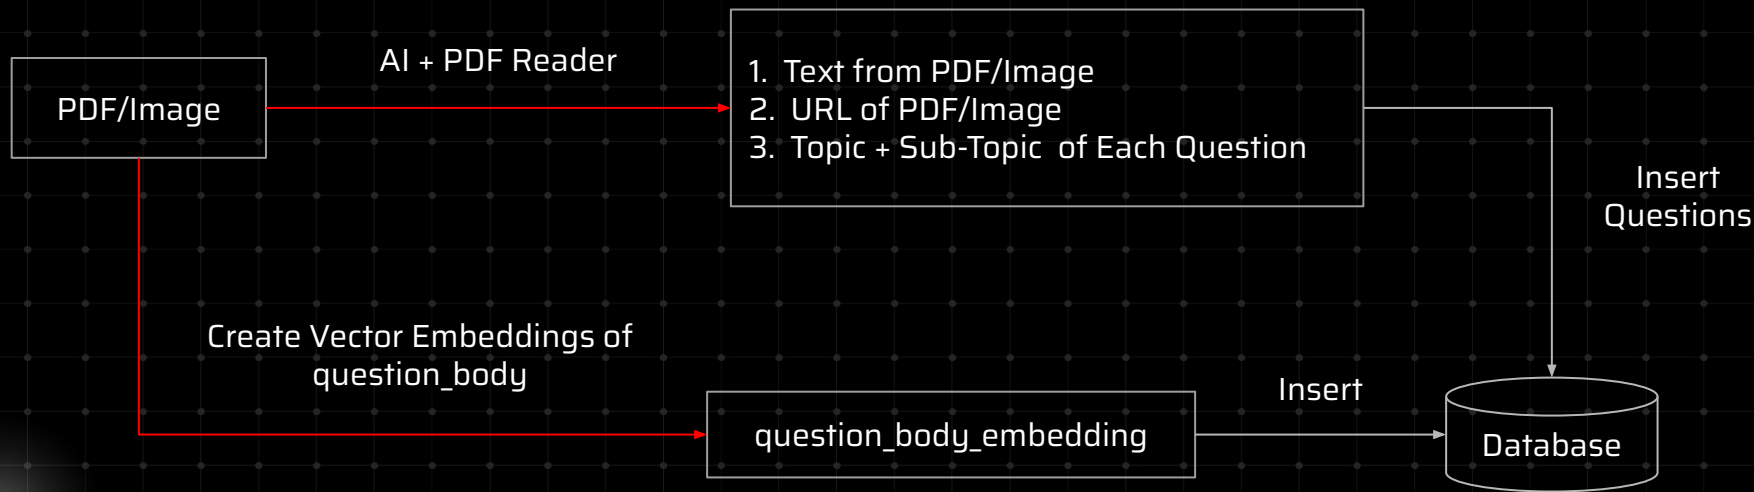 PDF/Image
AI + PDF Reader
1. Text from PDF/Image
2. URL of PDF/Image
3. Topic + Sub-Topic of Each Question
Insert
Questions
Create Vector Embeddings of
question_body
question_body_embedding
Insert
Database